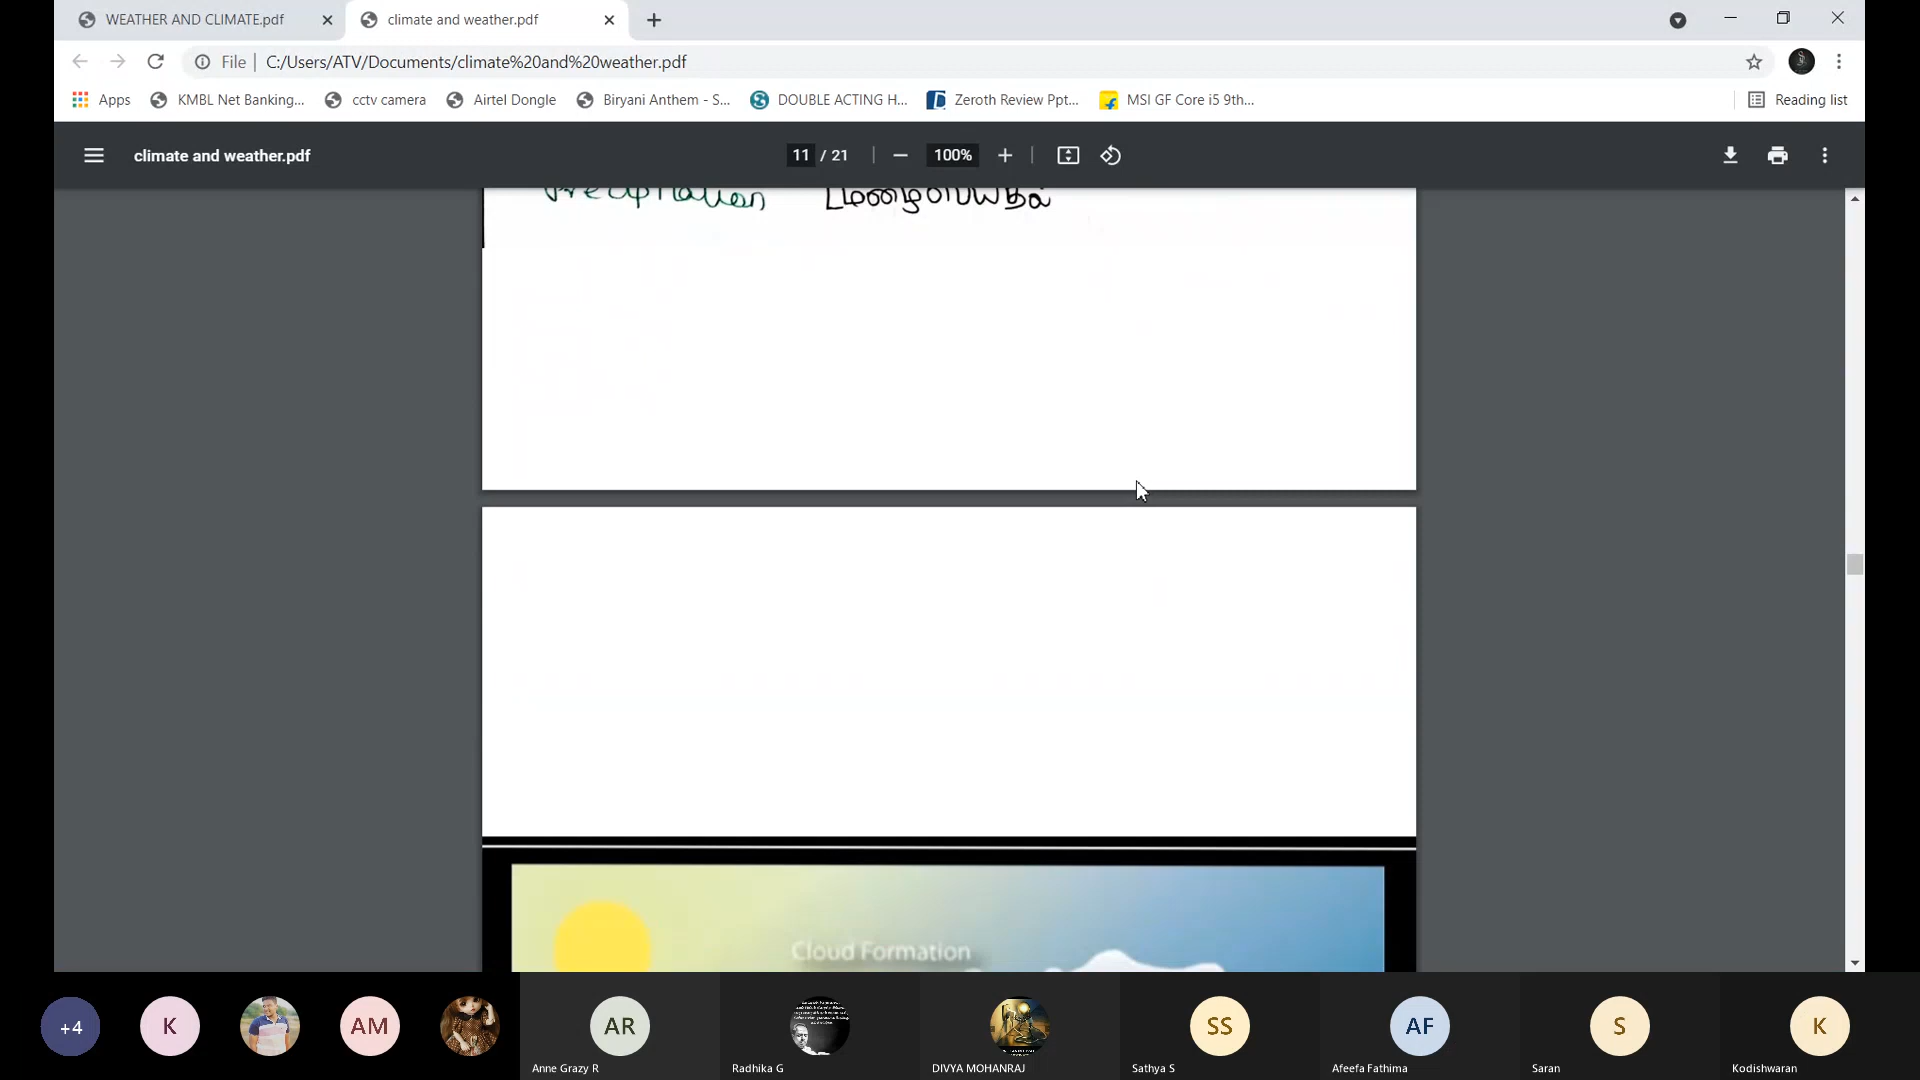 WEATHER AND CLIMATE.pdf
climate and weather.pdf
File
C:/Users/ATV/Documents/climate%20and%20weather.pdf
Apps
KMBL Net Banking...
cctv camera
Airtel Dongle
Biryani Anthem - S...
DOUBLE ACTING H...
Zeroth Review Ppt...
MSI GF Core i5 9th...
Reading list
climate and weather.pdf
11 / 21
100%
Precipitation
Cloud Formation
+4
K
AM
AR
SS
AF
S
K
Anne Grazy R
Radhika G
DIVYA MOHANRAJ
Sathya S
Afeefa Fathima
Saran
Kodishwaran